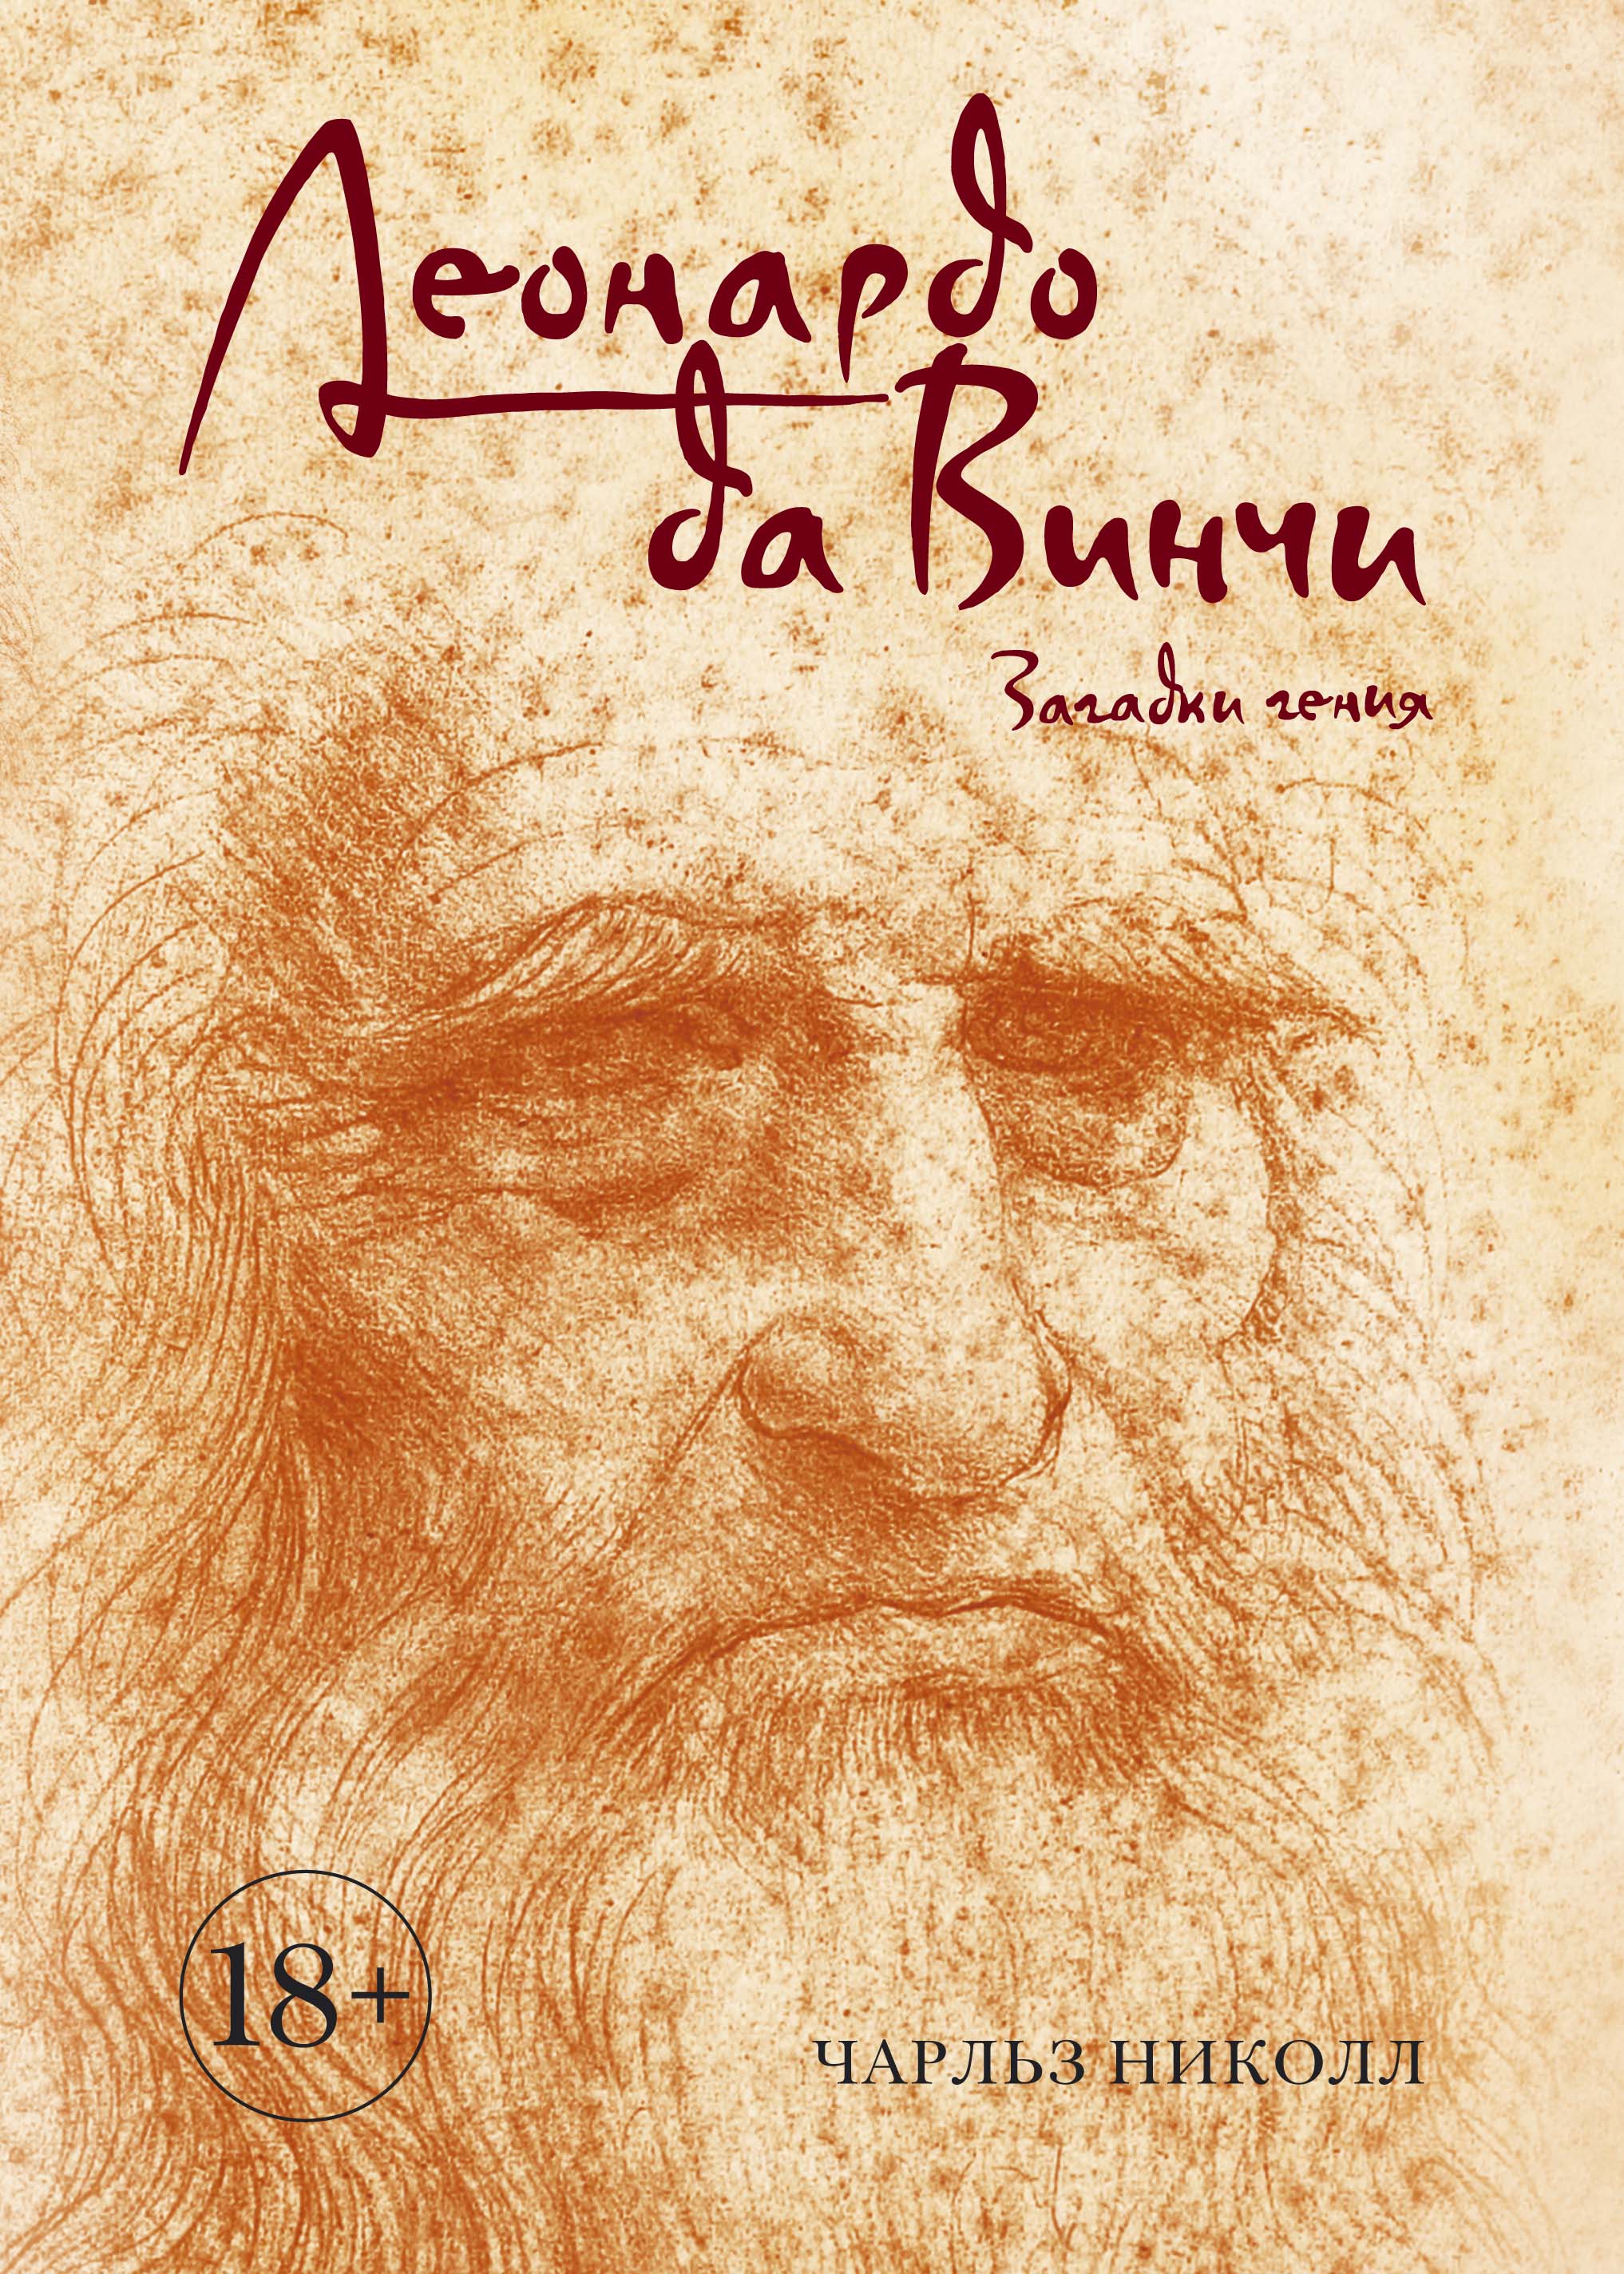 Леонардо
да Винчи
Загадки гения
18+
ЧАРЛЬЗ НИКОЛЛ